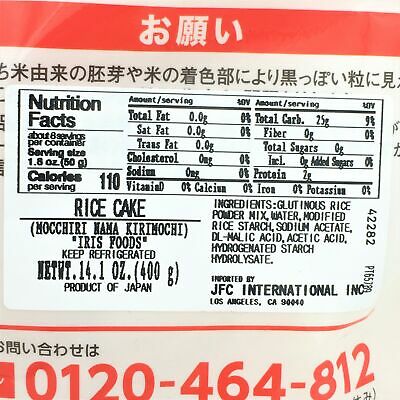 お願い
ち米由来の胚芽や米の着色部により黒っぽい粒に見え
Nutrition Facts
about 8 servings per container
Serving size 1.8 oz.(50 g)
Calories per serving 110
Amount/serving %DV
Total Fat 0.0g
Sat Fat 0.0g
Trans Fat 0.0g
Cholesterol 0mg
Sodium 0mg
VitaminD 0% Calcium 0%
Amount/serving %DV
Total Carb. 25g 9%
Fiber 0g 0%
Total Sugars 0g
Incl. 0g Added Sugars 0%
Protein 2g
Iron 0% Potassium 0%
RICE CAKE
(MOCCHIRI NAMA KIRIMOCHI)
"IRIS FOODS"
KEEP REFRIGERATED
NETWT.14.1 OZ.(400 g)
PRODUCT OF JAPAN
INGREDIENTS:GLUTINOUS RICE
POWDER MIX,WATER,MODIFIED
RICE STARCH,SODIUM ACETATE,
DL-MALIC ACID,ACETIC ACID,
HYDROGENATED STARCH
HYDROLYSATE.
IMPORTED BY
JFC INTERNATIONAL INC
LOS ANGELES, CA 90040
42282
お問い合わせは
0120-464-812